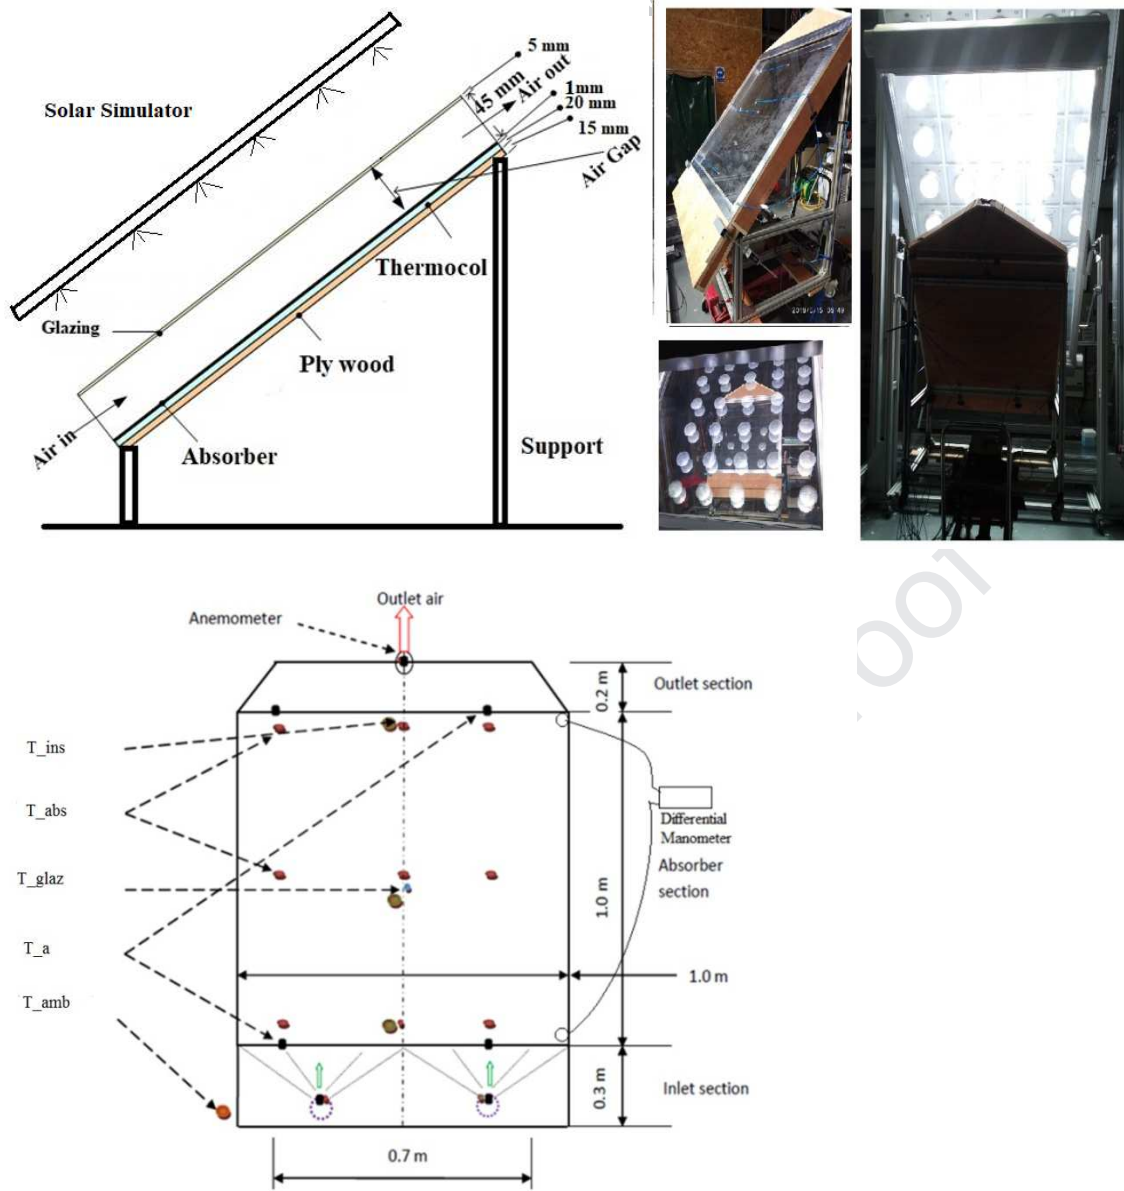 Solar Simulator
5 mm
45 mm
Air out
1mm
20 mm
15 mm
Air Gap
Thermocol
Glazing
Ply wood
Air in
Absorber
Support
Outlet air
Anemometer
0.2 m
Outlet section
T_ins
T_abs
Differential
Manometer
T_glaz
Absorber
section
1.0 m
T_a
1.0 m
T_amb
0.3 m
Inlet section
0.7 m